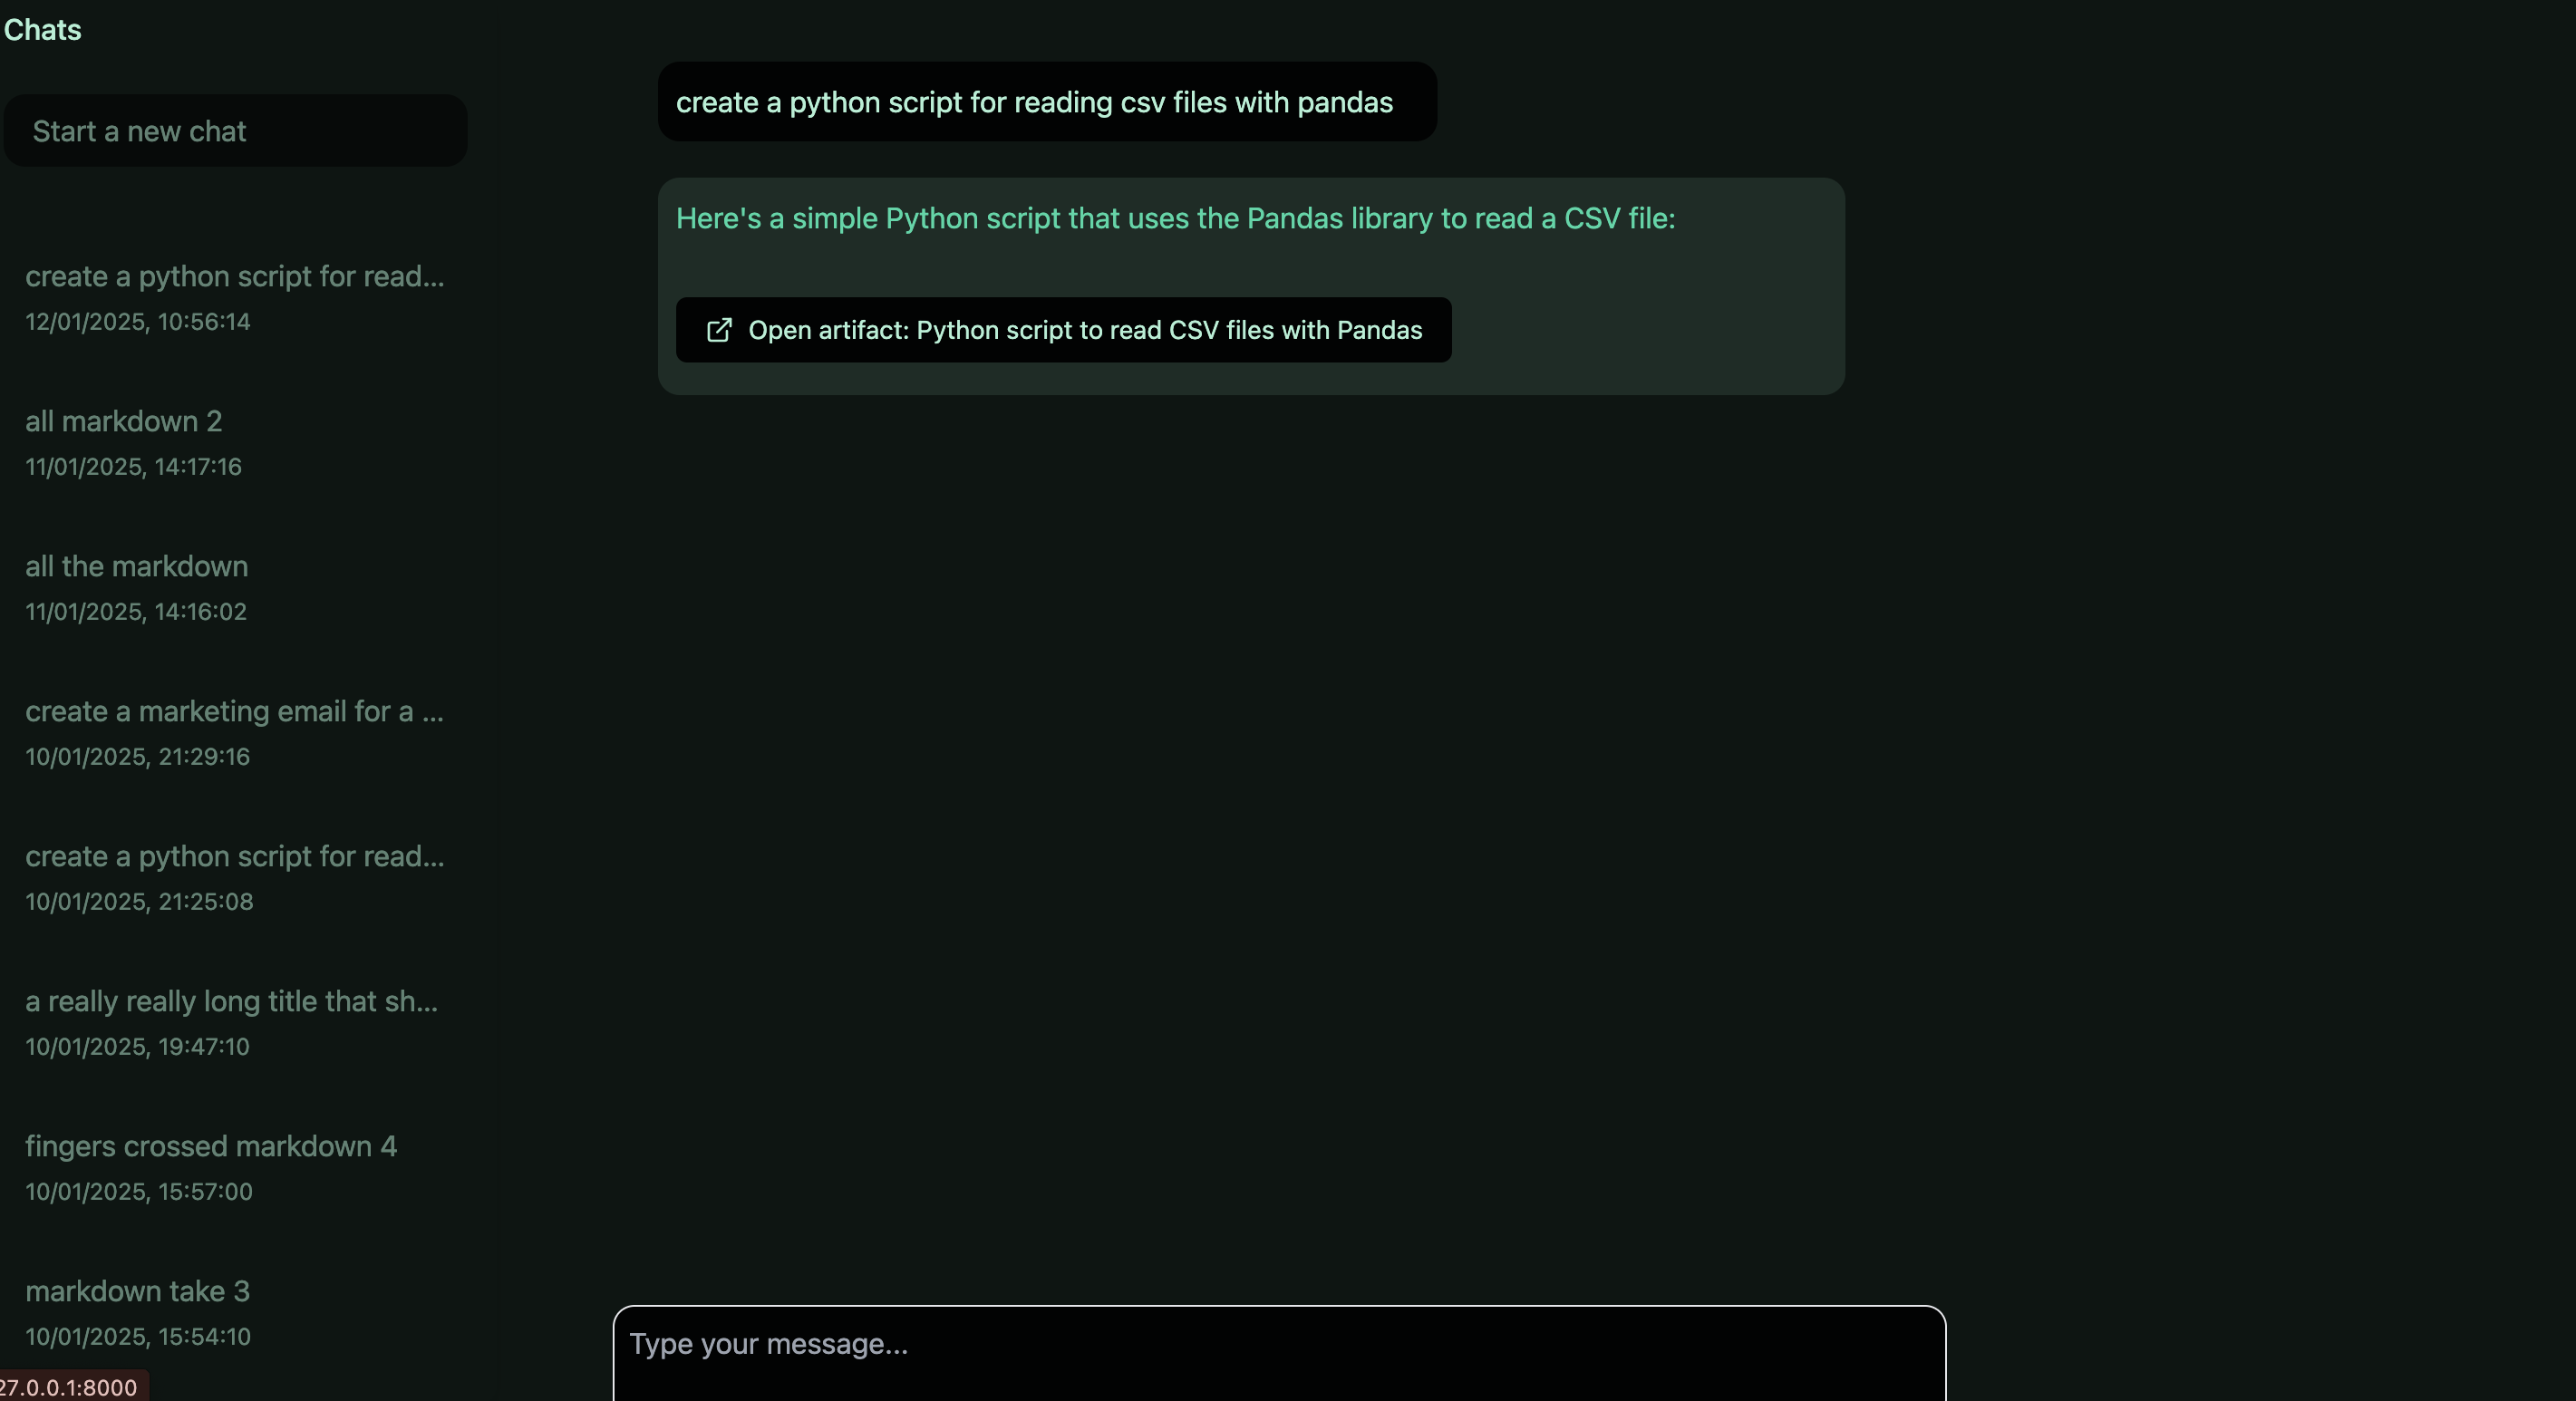 Chats
Start a new chat
create a python script for read...
12/01/2025, 10:56:14
all markdown 2
11/01/2025, 14:17:16
all the markdown
11/01/2025, 14:16:02
create a marketing email for a ...
10/01/2025, 21:29:16
create a python script for read...
10/01/2025, 21:25:08
a really really long title that sh...
10/01/2025, 19:47:10
fingers crossed markdown 4
10/01/2025, 15:57:00
markdown take 3
10/01/2025, 15:54:10
27.0.0.1:8000
create a python script for reading csv files with pandas
Here's a simple Python script that uses the Pandas library to read a CSV file:
Open artifact: Python script to read CSV files with Pandas
Type your message...